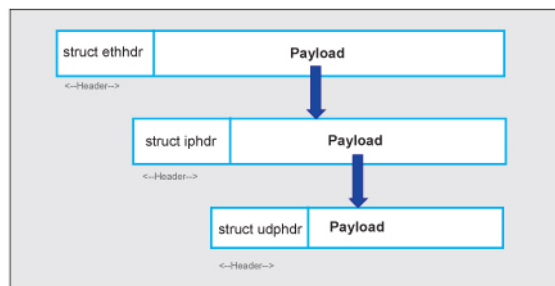 struct ethhdr Payload
<--Header-->
struct iphdr Payload
<--Header-->
struct udphdr Payload
<--Header-->